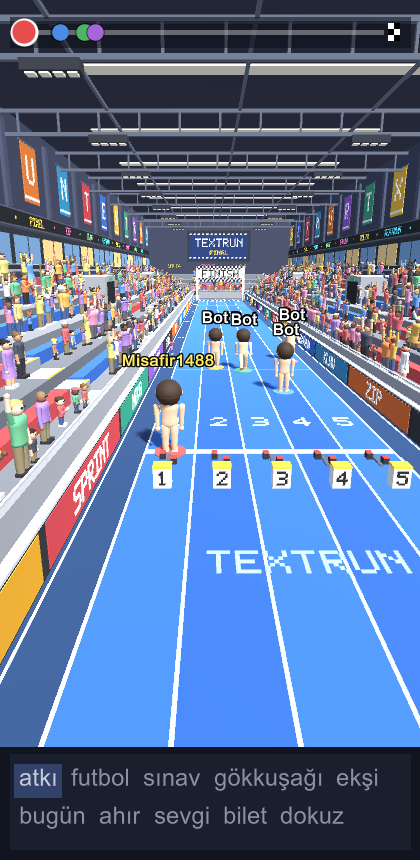 TEXTRUN
FINAL
Bot Bot Bot
Bot
Misafir1488
2 3 4 5
SPRINT
ZIP
1 2 3 4 5
TEXTRUN
atkı futbol sınav gökkuşağı ekşi
bugün ahır sevgi bilet dokuz